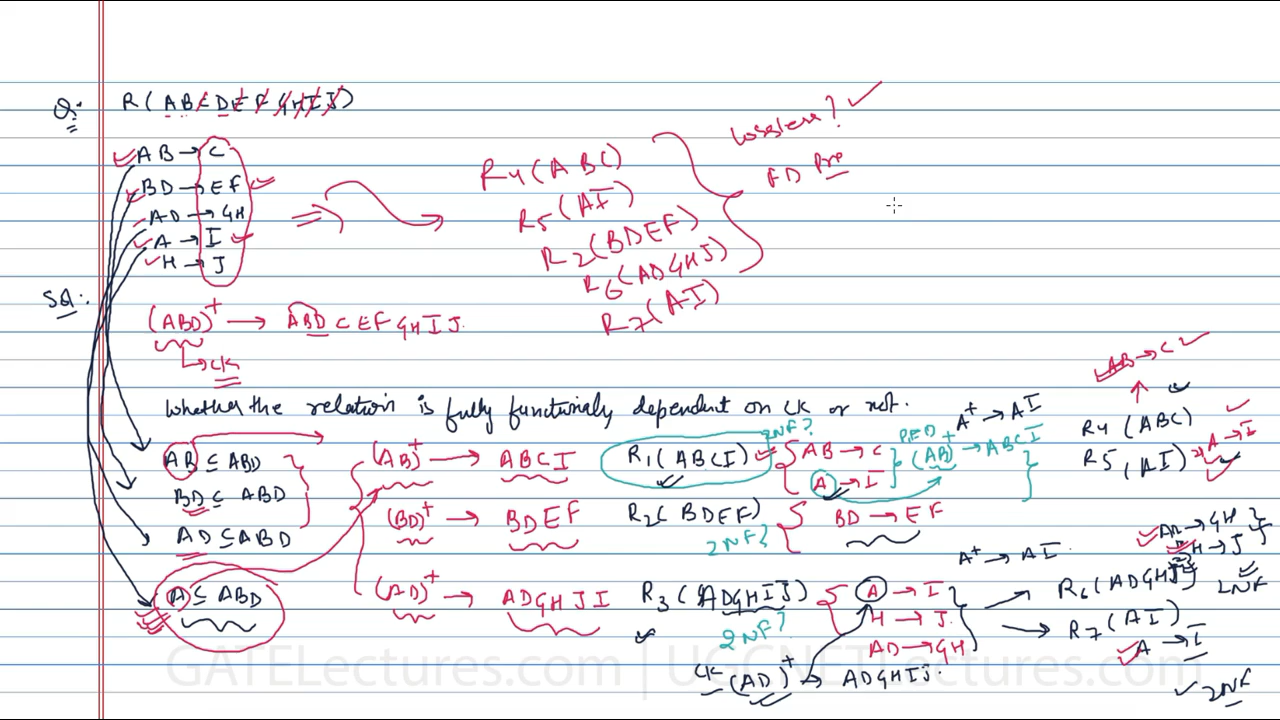 Q:- R(ABCDEFGHIJ)
AB→C
BD→EF
AD→GH
A→I
H→J
⇒
R4(ABC)
R5(AI)
R2(BDEF)
R6(ADGHJ)
R7(AI)
Lossless? ✓
FD Pre
Sol:-
(ABD)+ → ABDCEFGHIJ.
→CK
Whether the relation is fully functionaly dependent on CK or not.
AB ⊆ ABD
BD ⊆ ABD
AD ⊆ ABD
A ⊆ ABD
(AB)+ → ABCI
(BD)+ → BDEF
(AD)+ → ADGHJI
R1(ABCI) 2NF?
AB→C
A→I
PFD
(AB)+→ABCI
A+→AI
R4(ABC)
AB→C ✓
R5(AI) → A→I ✓
R2(BDEF) 2NF?
BD→EF
R3(ADGHIJ)
2NF?
A→I
H→J.
AD→GH
A+→AI.
CK (AD)+→ADGHIJ.
R6(ADGHJ)
H→J
2NF
R7(AI)
A→I
✓2NF
GATELectures.com | UGCNETLectures.com